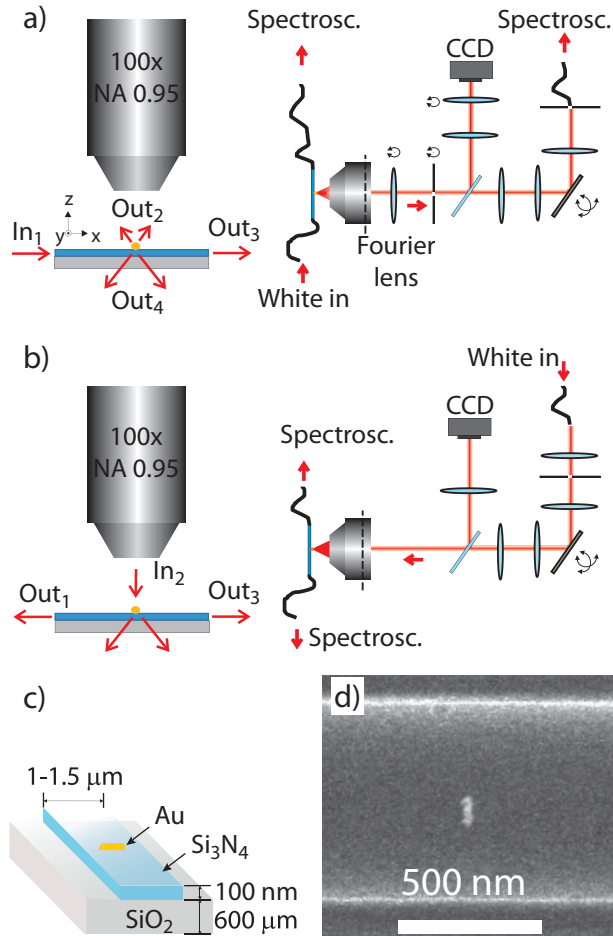 a)
Spectrosc.
Spectrosc.
CCD
100x
NA 0.95
z
y
x
Out2
In1
Out3
Out4
Fourier
lens
White in
b)
White in
CCD
100x
NA 0.95
Spectrosc.
In2
Out1
Out3
Spectrosc.
c)
d)
1-1.5 μm
Au
Si3N4
100 nm
SiO2
600 μm
500 nm